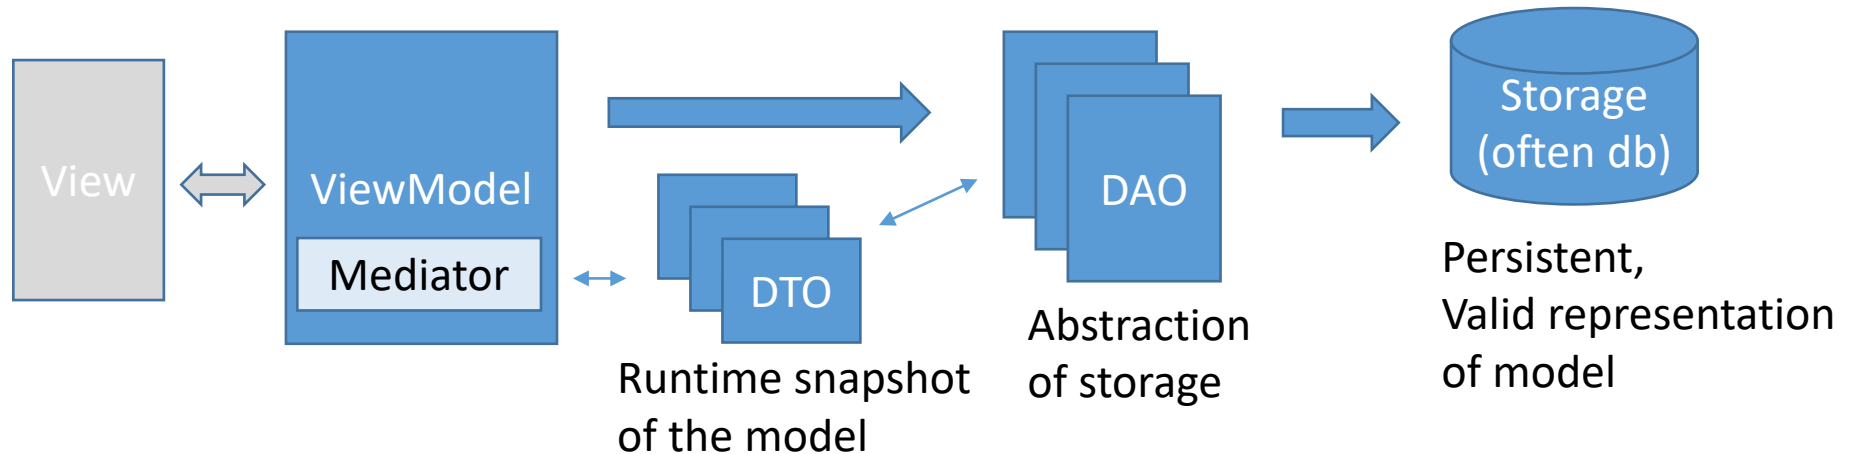 View
ViewModel
Mediator
DTO
Runtime snapshot
of the model
DAO
Abstraction
of storage
Storage
(often db)
Persistent,
Valid representation
of model